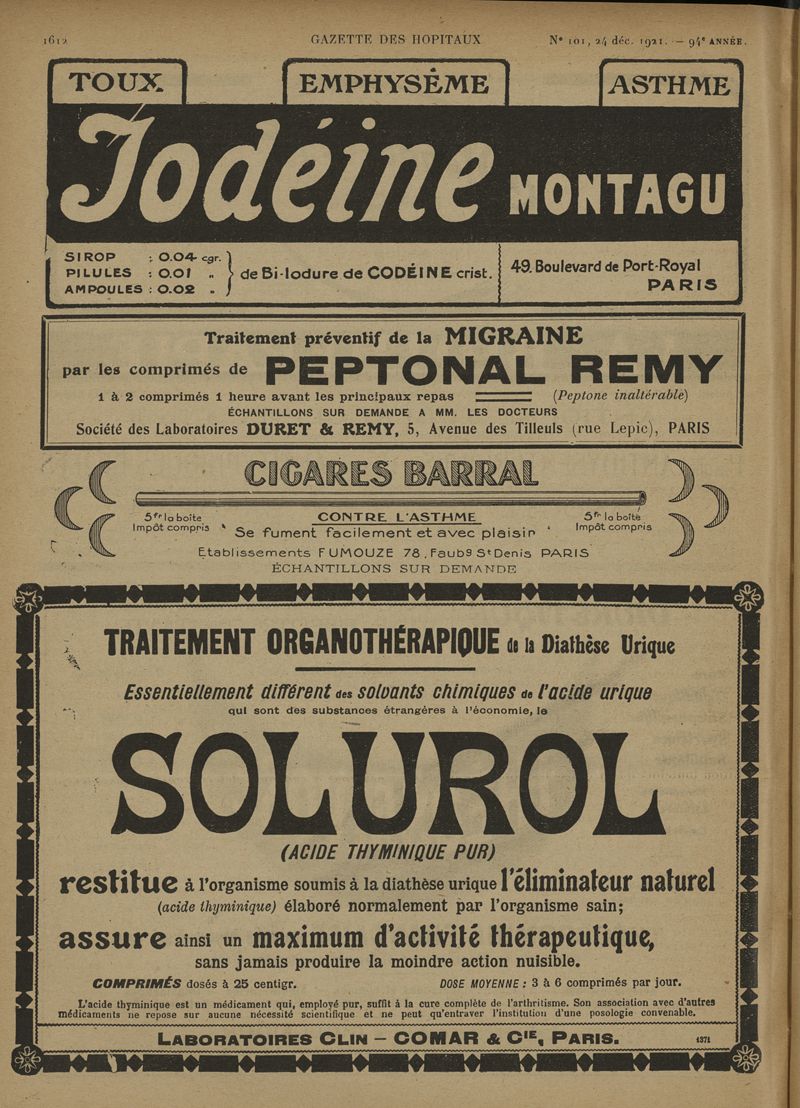 1612 GAZETTE DES HOPITAUX N° 101, 24 déc. 1921. — 94e ANNÉE.
TOUX. EMPHYSÈME ASTHME
Iodéine MONTAGU
SIROP : 0.04 cgr.
PILULES : 0.01 „
AMPOULES : 0.02 „
de Bi-Iodure de CODÉINE crist.
49. Boulevard de Port-Royal
PARIS
Traitement préventif de la MIGRAINE
par les comprimés de PEPTONAL REMY
1 à 2 comprimés 1 heure avant les principaux repas (Peptone inaltérable)
ÉCHANTILLONS SUR DEMANDE A MM. LES DOCTEURS
Société des Laboratoires DURET & REMY, 5, Avenue des Tilleuls (rue Lepic), PARIS
CIGARES BARRAL
5fr la boîte CONTRE L'ASTHME 5fr la boîte
Impôt compris Se fument facilement et avec plaisir Impôt compris
Etablissements FUMOUZE 78, Faubg St Denis PARIS
ÉCHANTILLONS SUR DEMANDE
TRAITEMENT ORGANOTHÉRAPIQUE de la Diathèse Urique
Essentiellement différent des solvants chimiques de l'acide urique
qui sont des substances étrangères à l'économie, le
SOLUROL
(ACIDE THYMINIQUE PUR)
restitue à l'organisme soumis à la diathèse urique l'éliminateur naturel
(acide thyminique) élaboré normalement par l'organisme sain;
assure ainsi un maximum d'activité thérapeutique,
sans jamais produire la moindre action nuisible.
COMPRIMÉS dosés à 25 centigr. DOSE MOYENNE : 3 à 6 comprimés par jour.
L'acide thyminique est un médicament qui, employé pur, suffit à la cure complète de l'arthritisme. Son association avec d'autres
médicaments ne repose sur aucune nécessité scientifique et ne peut qu'entraver l'institution d'une posologie convenable.
LABORATOIRES CLIN — COMAR & CIE, PARIS. 1371